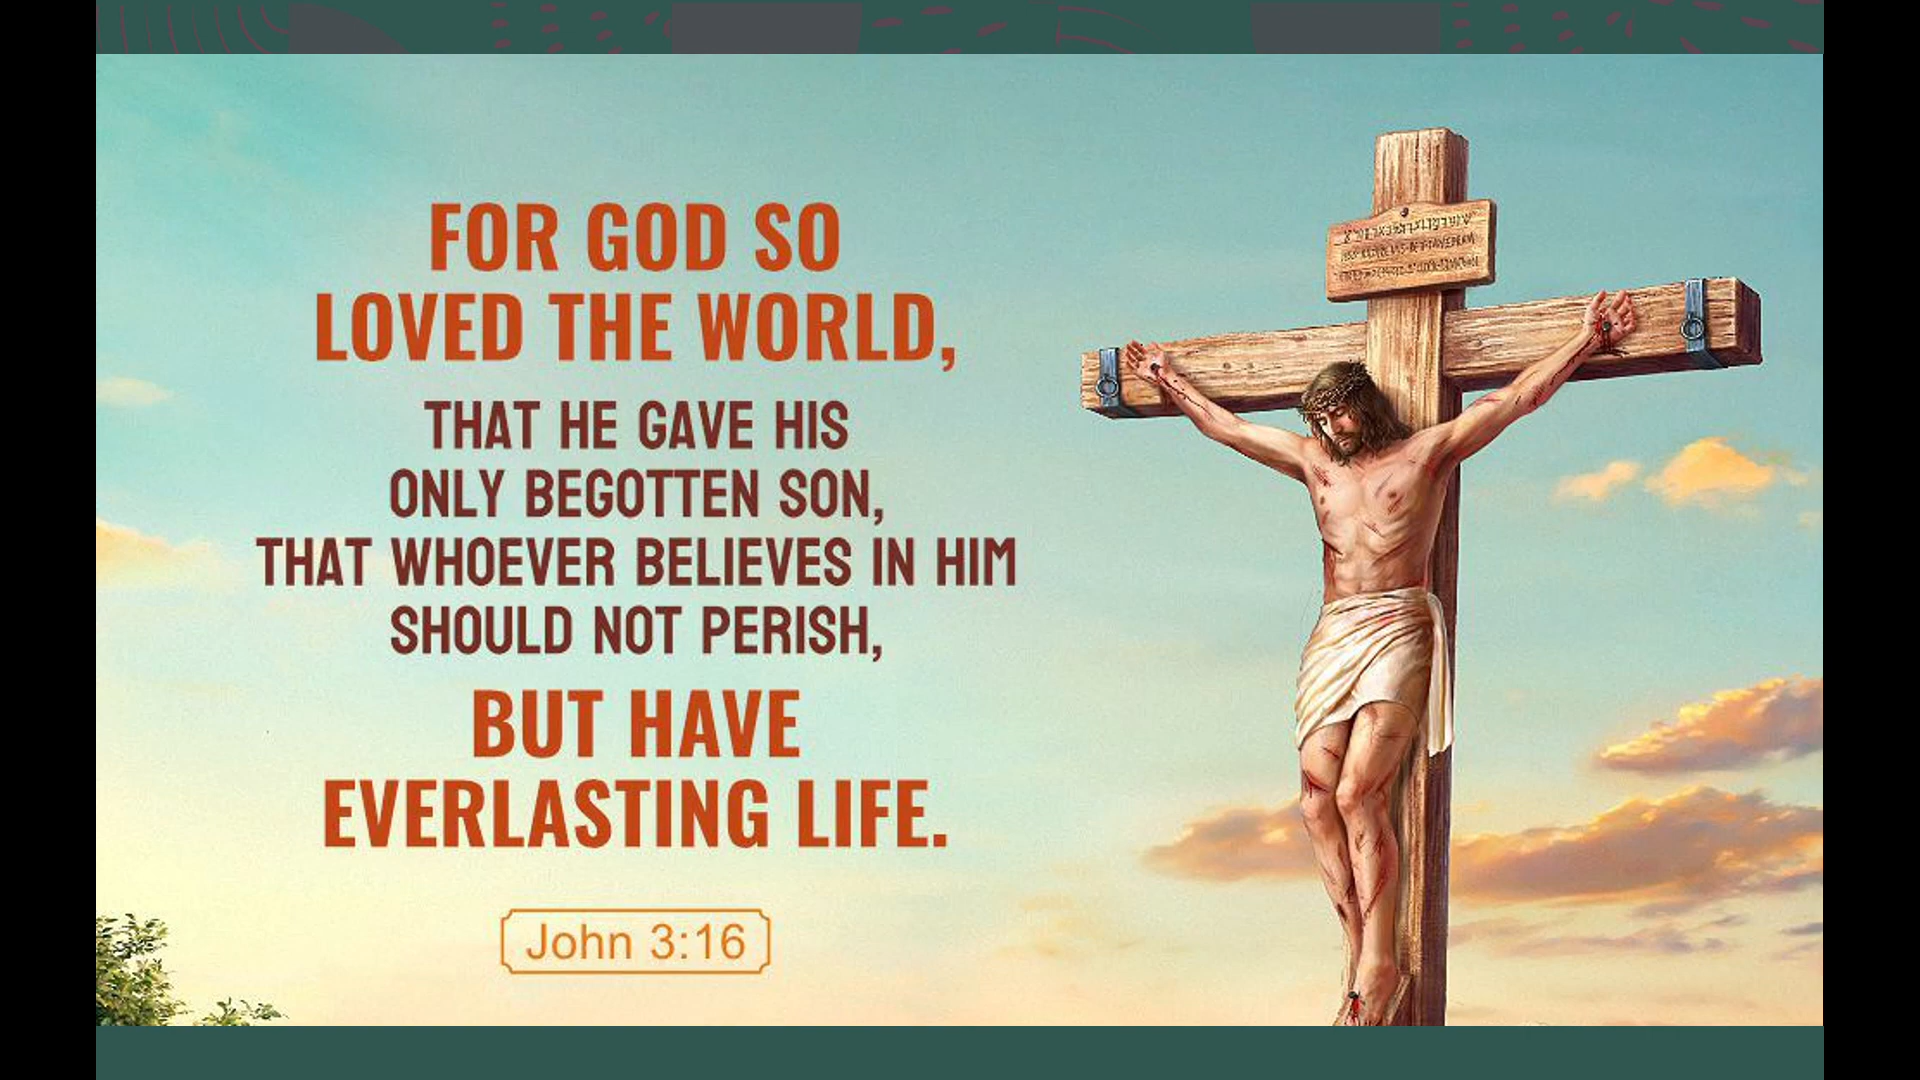 FOR GOD SO
LOVED THE WORLD,
THAT HE GAVE HIS
ONLY BEGOTTEN SON,
THAT WHOEVER BELIEVES IN HIM
SHOULD NOT PERISH,
BUT HAVE
EVERLASTING LIFE.
John 3:16